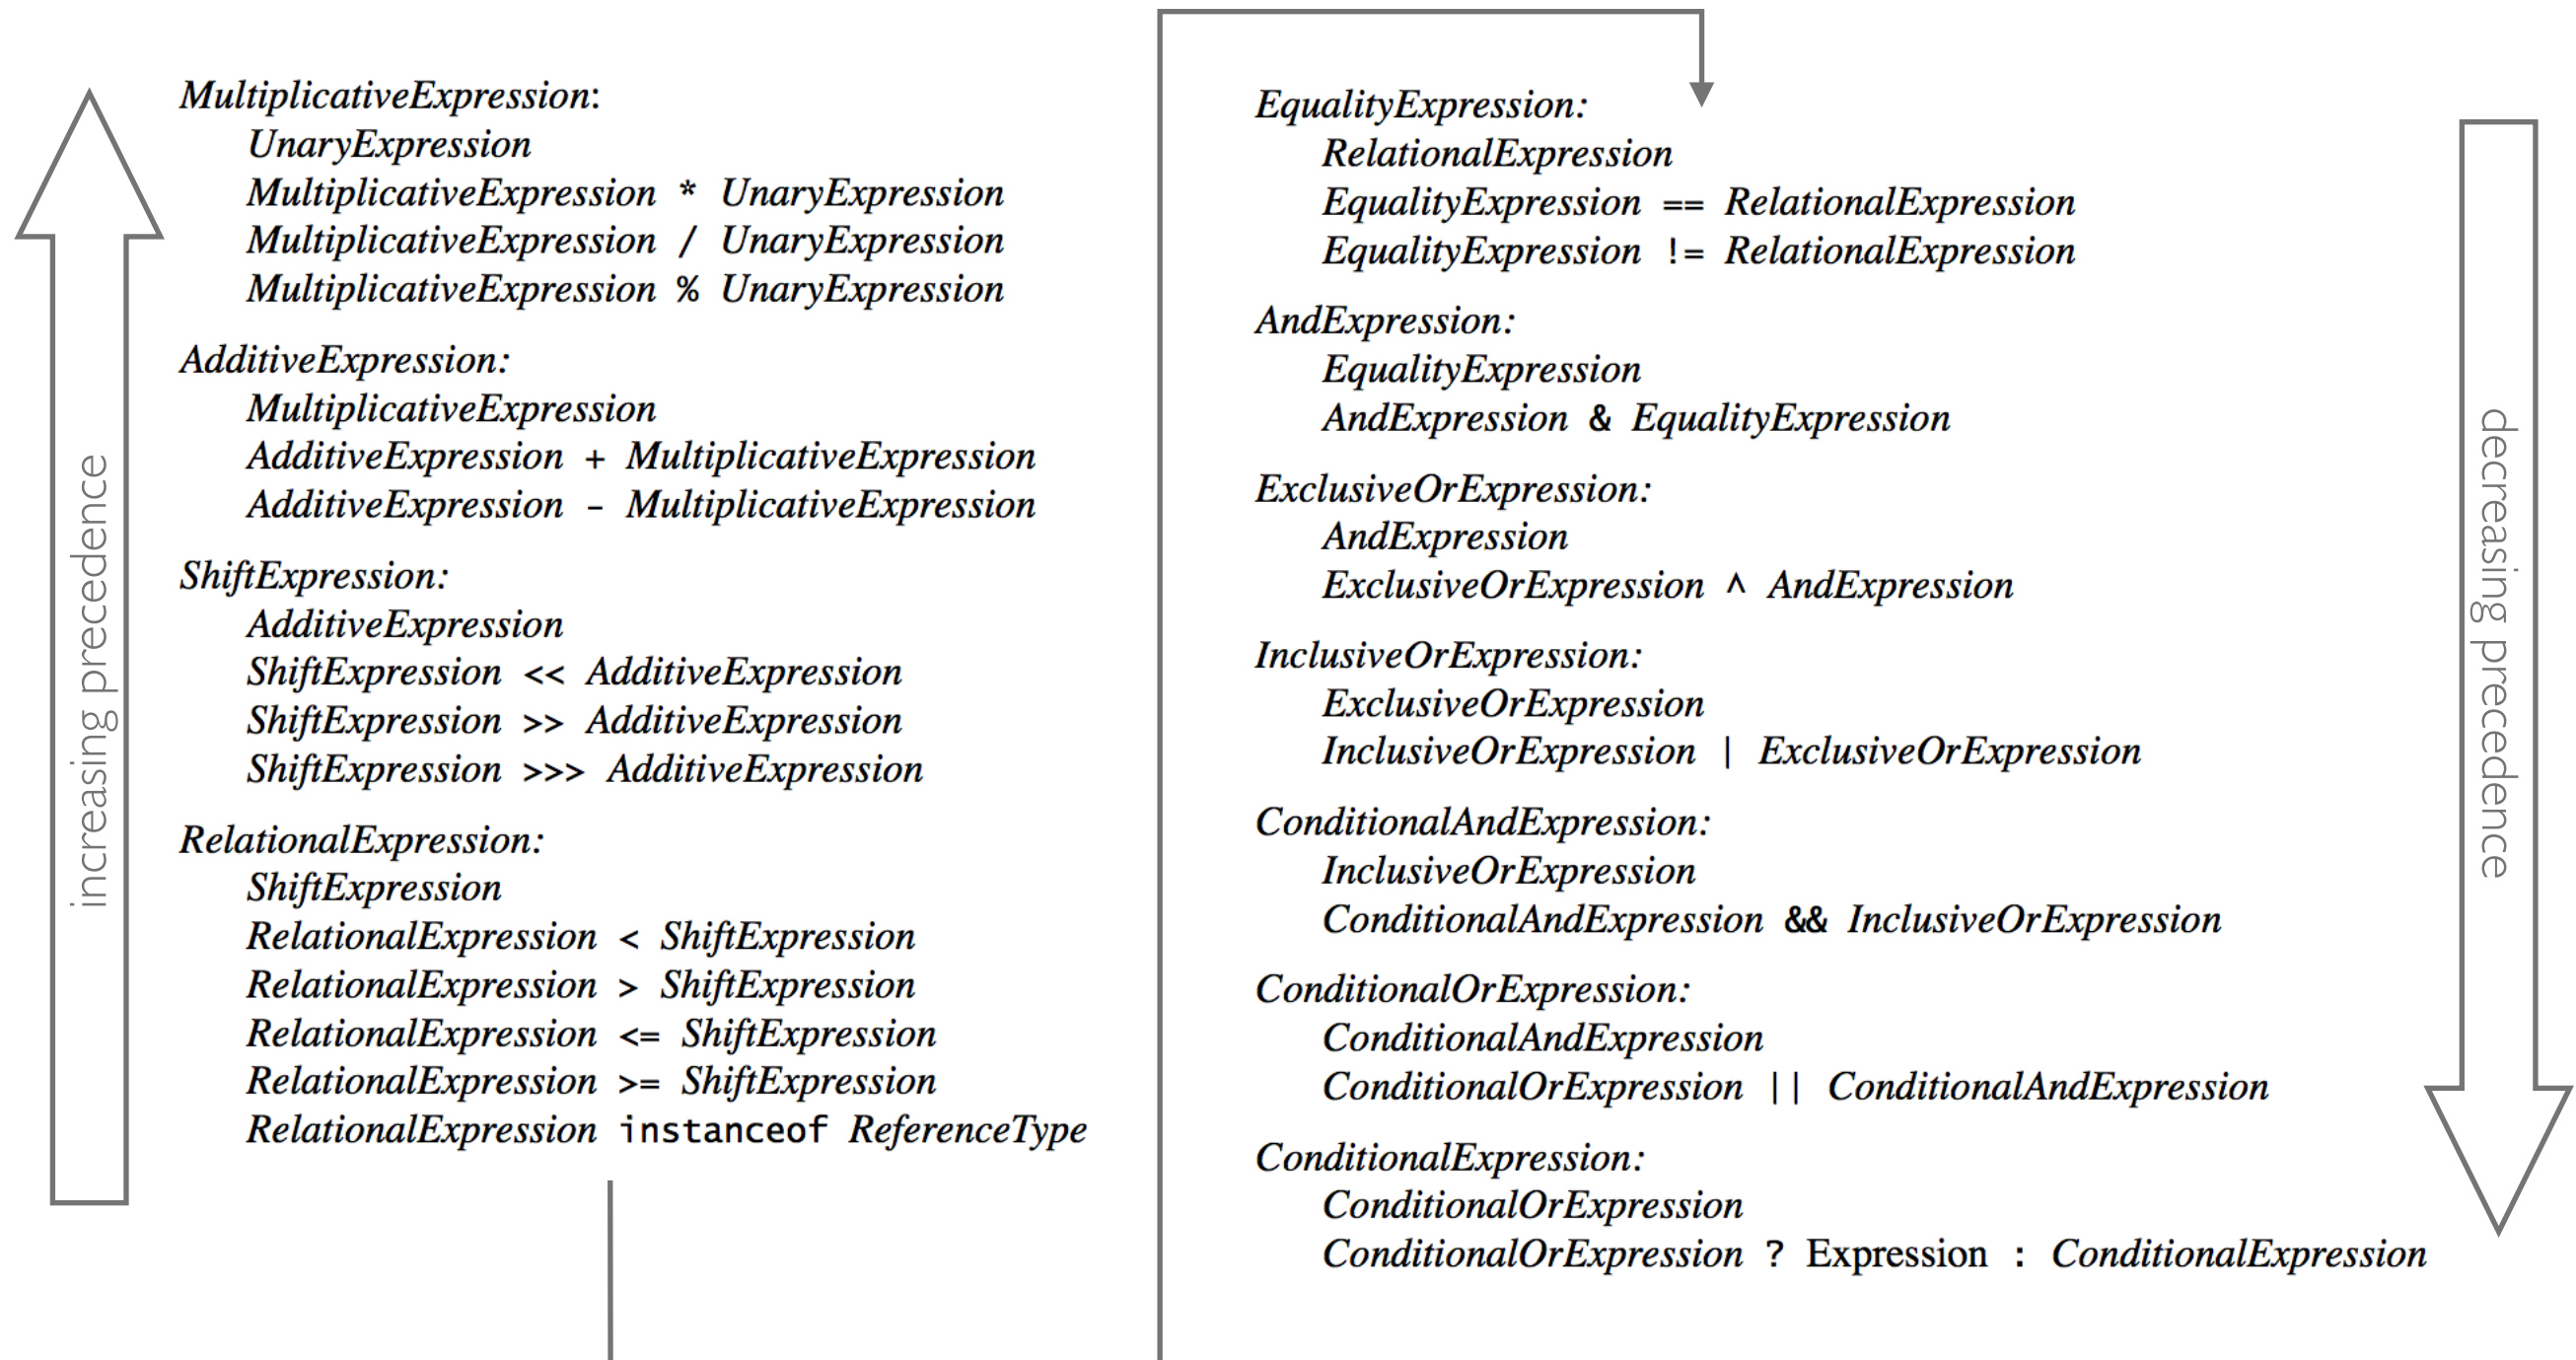 increasing precedence
MultiplicativeExpression:
UnaryExpression
MultiplicativeExpression * UnaryExpression
MultiplicativeExpression / UnaryExpression
MultiplicativeExpression % UnaryExpression
AdditiveExpression:
MultiplicativeExpression
AdditiveExpression + MultiplicativeExpression
AdditiveExpression - MultiplicativeExpression
ShiftExpression:
AdditiveExpression
ShiftExpression << AdditiveExpression
ShiftExpression >> AdditiveExpression
ShiftExpression >>> AdditiveExpression
RelationalExpression:
ShiftExpression
RelationalExpression < ShiftExpression
RelationalExpression > ShiftExpression
RelationalExpression <= ShiftExpression
RelationalExpression >= ShiftExpression
RelationalExpression instanceof ReferenceType
EqualityExpression:
RelationalExpression
EqualityExpression == RelationalExpression
EqualityExpression != RelationalExpression
AndExpression:
EqualityExpression
AndExpression & EqualityExpression
ExclusiveOrExpression:
AndExpression
ExclusiveOrExpression ^ AndExpression
InclusiveOrExpression:
ExclusiveOrExpression
InclusiveOrExpression | ExclusiveOrExpression
ConditionalAndExpression:
InclusiveOrExpression
ConditionalAndExpression && InclusiveOrExpression
ConditionalOrExpression:
ConditionalAndExpression
ConditionalOrExpression || ConditionalAndExpression
ConditionalExpression:
ConditionalOrExpression
ConditionalOrExpression ? Expression : ConditionalExpression
decreasing precedence